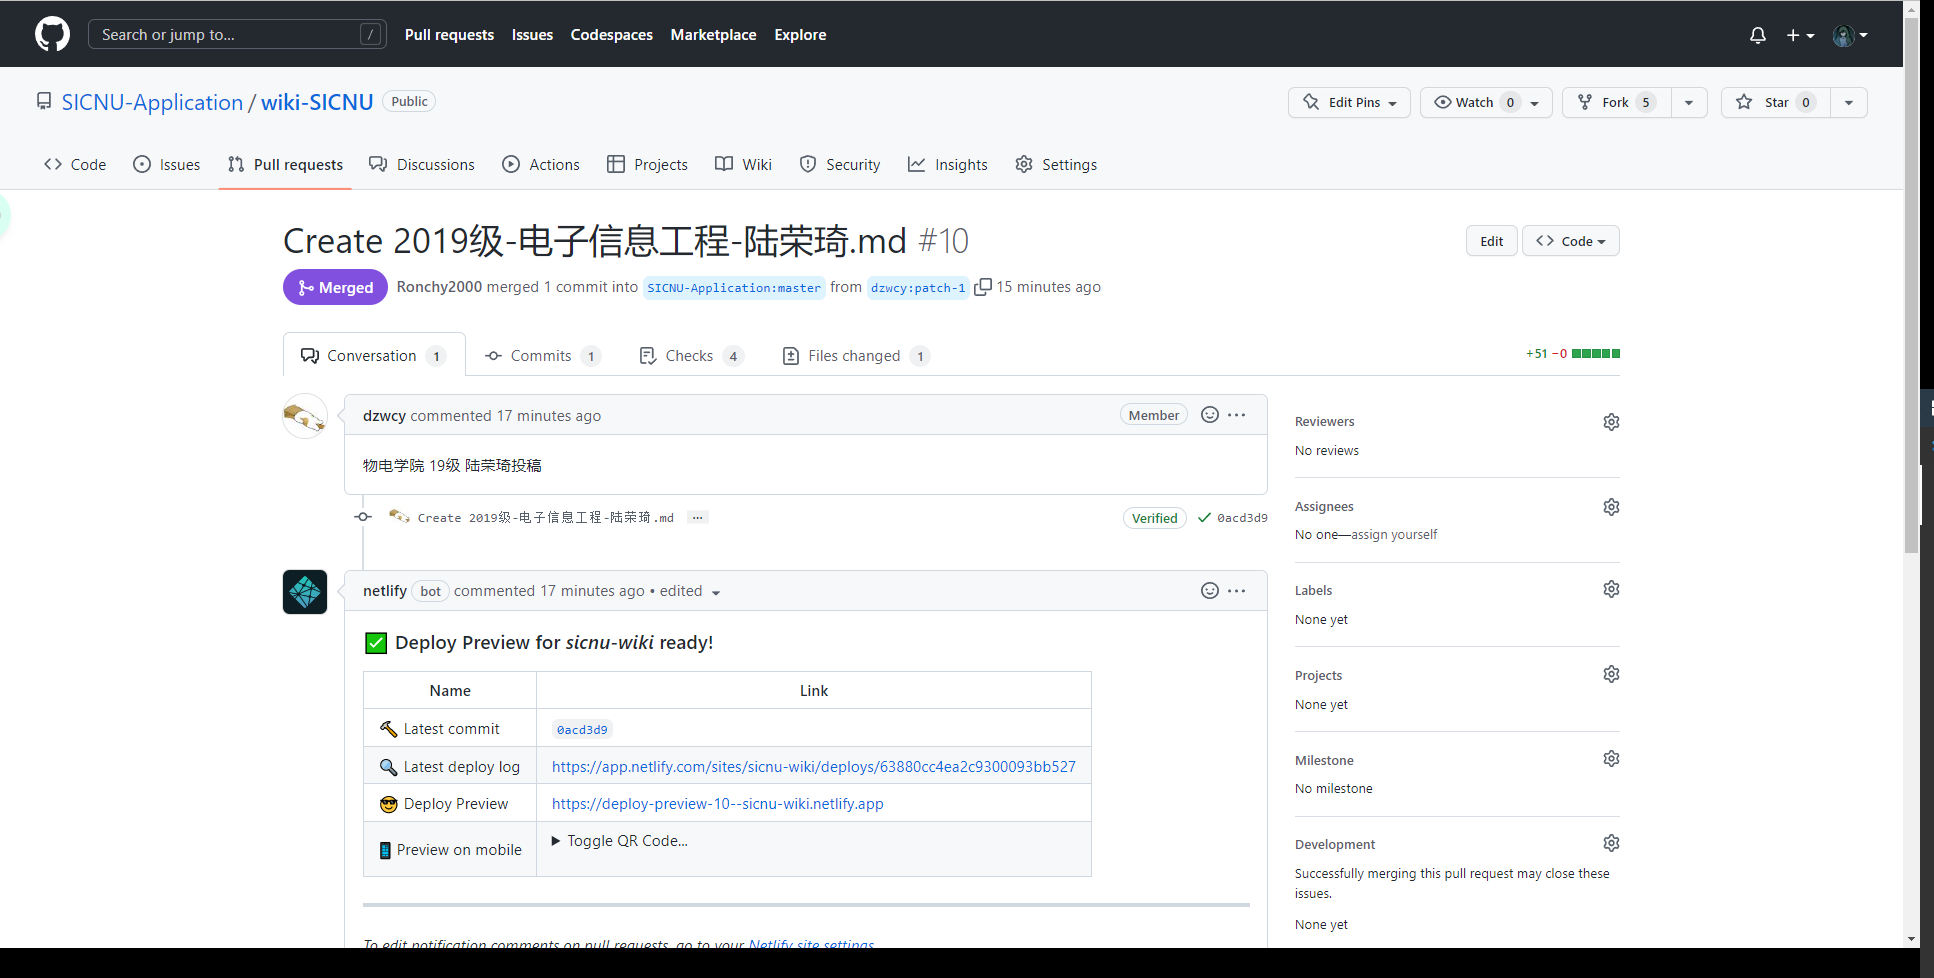 Search or jump to... /
Pull requests Issues Codespaces Marketplace Explore
SICNU-Application / wiki-SICNU Public
Edit Pins Watch 0 Fork 5 Star 0
Code Issues Pull requests Discussions Actions Projects Wiki Security Insights Settings
Create 2019级-电子信息工程-陆荣琦.md #10
Edit Code
Merged Ronchy2000 merged 1 commit into SICNU-Application:master from dzwcy:patch-1 15 minutes ago
Conversation 1 Commits 1 Checks 4 Files changed 1
+51 −0
dzwcy commented 17 minutes ago
Member ...
物电学院 19级 陆荣琦投稿
Create 2019级-电子信息工程-陆荣琦.md ...
Verified 0acd3d9
netlify bot commented 17 minutes ago • edited
...
Deploy Preview for sicnu-wiki ready!
Name Link
Latest commit 0acd3d9
Latest deploy log https://app.netlify.com/sites/sicnu-wiki/deploys/63880cc4ea2c9300093bb527
Deploy Preview https://deploy-preview-10--sicnu-wiki.netlify.app
Preview on mobile Toggle QR Code...
To edit notification comments on pull requests, go to your Netlify site settings.
Reviewers
No reviews
Assignees
No one—assign yourself
Labels
None yet
Projects
None yet
Milestone
No milestone
Development
Successfully merging this pull request may close these
issues.
None yet